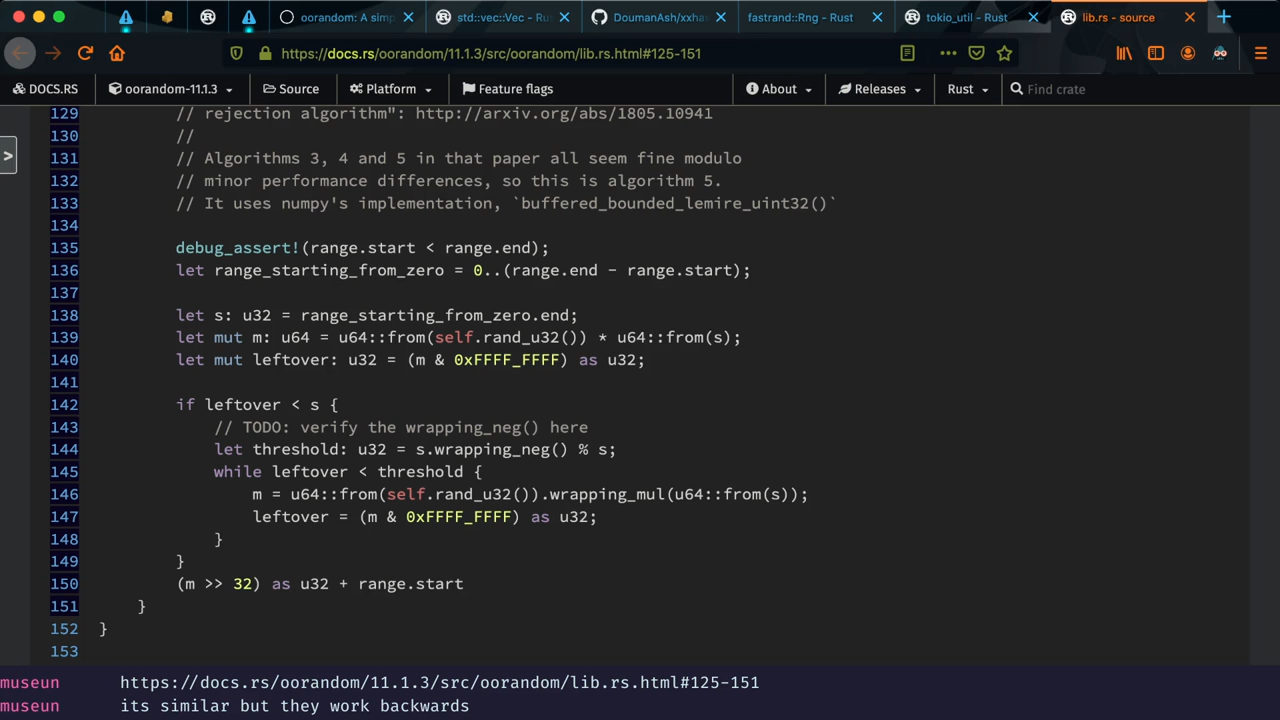 oorandom: A simp
std::vec::Vec - Ru
DoumanAsh/xxha
fastrand::Rng - Rust
tokio_util - Rust
lib.rs - source
https://docs.rs/oorandom/11.1.3/src/oorandom/lib.rs.html#125-151
DOCS.RS
oorandom-11.1.3
Source
Platform
Feature flags
About
Releases
Rust
Find crate
129 // rejection algorithm": http://arxiv.org/abs/1805.10941
130 //
131 // Algorithms 3, 4 and 5 in that paper all seem fine modulo
132 // minor performance differences, so this is algorithm 5.
133 // It uses numpy's implementation, `buffered_bounded_lemire_uint32()`
134
135 debug_assert!(range.start < range.end);
136 let range_starting_from_zero = 0..(range.end - range.start);
137
138 let s: u32 = range_starting_from_zero.end;
139 let mut m: u64 = u64::from(self.rand_u32()) * u64::from(s);
140 let mut leftover: u32 = (m & 0xFFFF_FFFF) as u32;
141
142 if leftover < s {
143 // TODO: verify the wrapping_neg() here
144 let threshold: u32 = s.wrapping_neg() % s;
145 while leftover < threshold {
146 m = u64::from(self.rand_u32()).wrapping_mul(u64::from(s));
147 leftover = (m & 0xFFFF_FFFF) as u32;
148 }
149 }
150 (m >> 32) as u32 + range.start
151 }
152 }
153
museun https://docs.rs/oorandom/11.1.3/src/oorandom/lib.rs.html#125-151
museun its similar but they work backwards